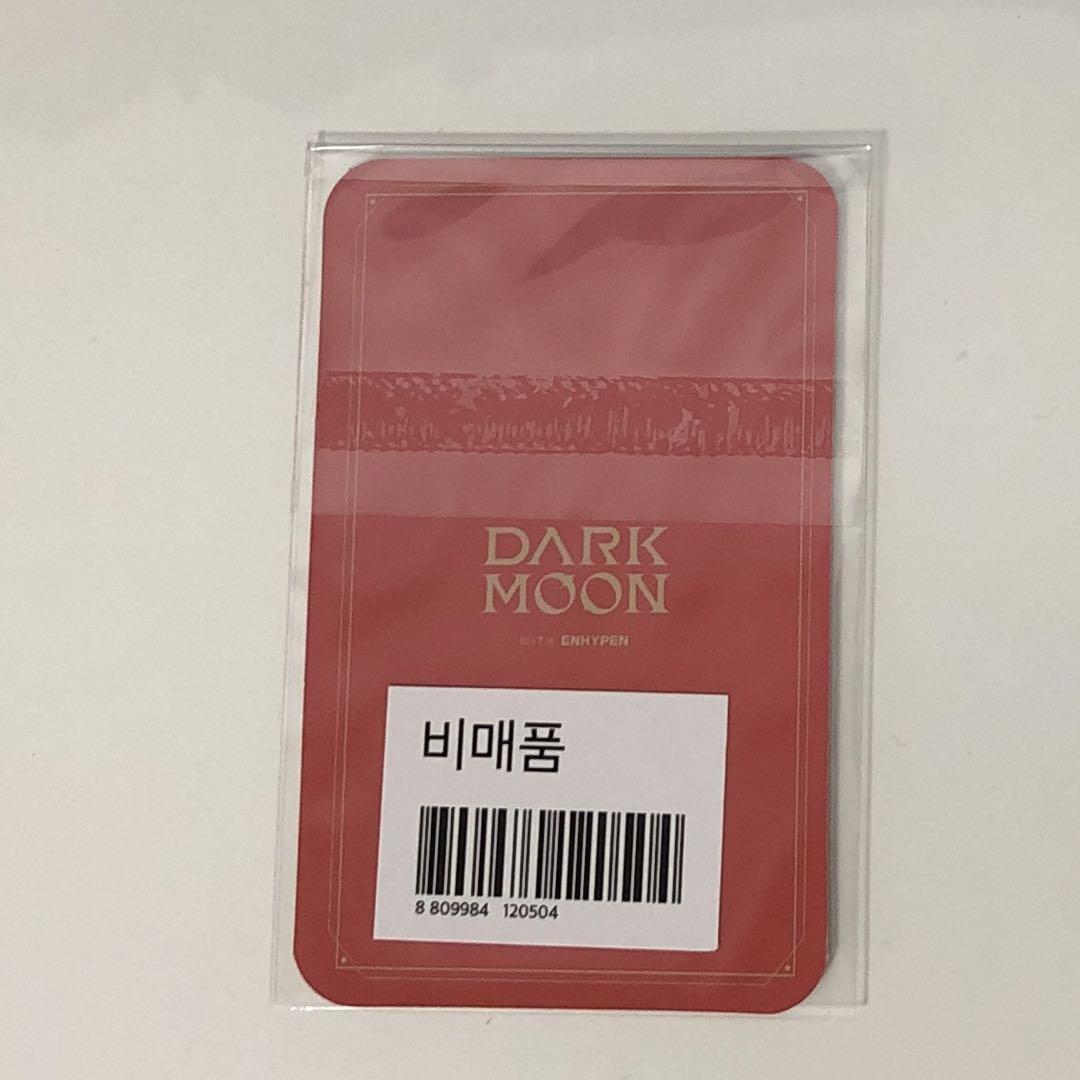 DARK
MOON
WITH ENHYPEN
비매품
8 809984 120504